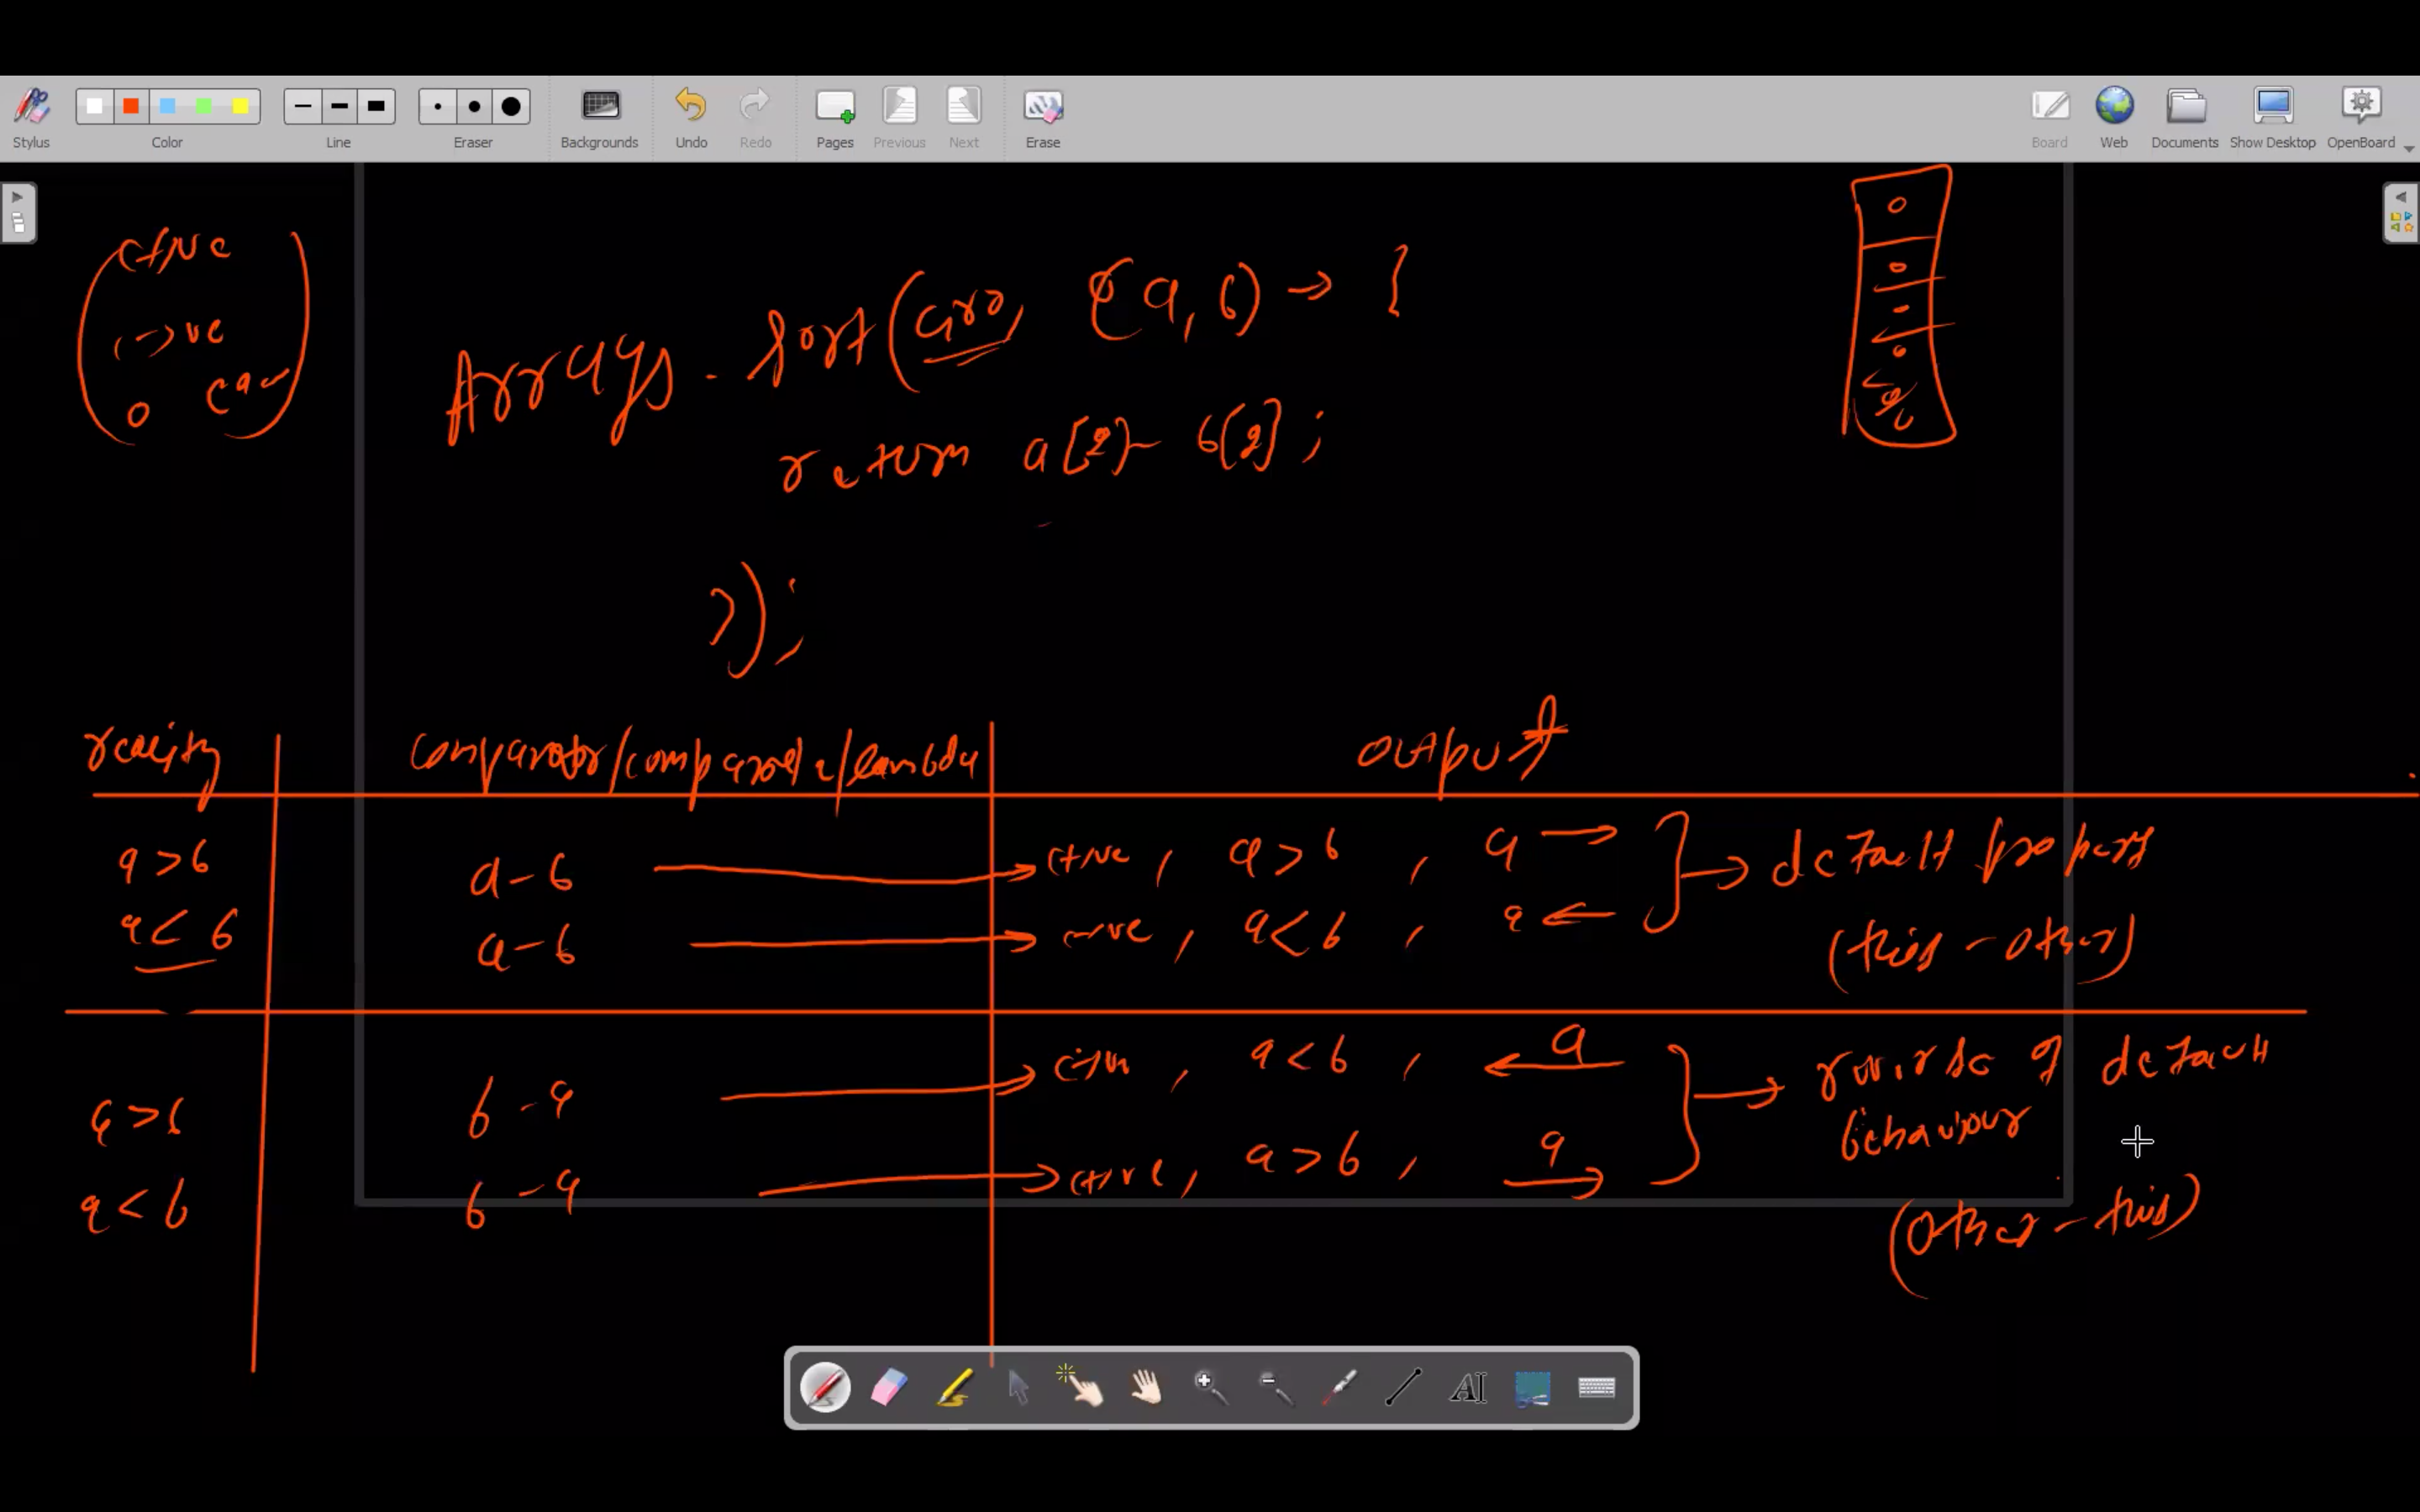 Stylus Color Line Eraser Backgrounds Undo Redo Pages Previous Next Erase Board Web Documents Show Desktop OpenBoard
(+)ve
(-)ve
0
Arrays.sort(arr, (a,b) → {
return a[2] - b[2];
});
reality comparator/comparable/lambda output
a > b a - b → (+)ve, a > b, a → → default property
a < b a - b → (-)ve, a < b, a ← (this - other)
a > b b - a → (-)ve, a < b, ← a → reverse of default
behaviour
a < b b - a → (+)ve, a > b, a →
(other - this)
AI